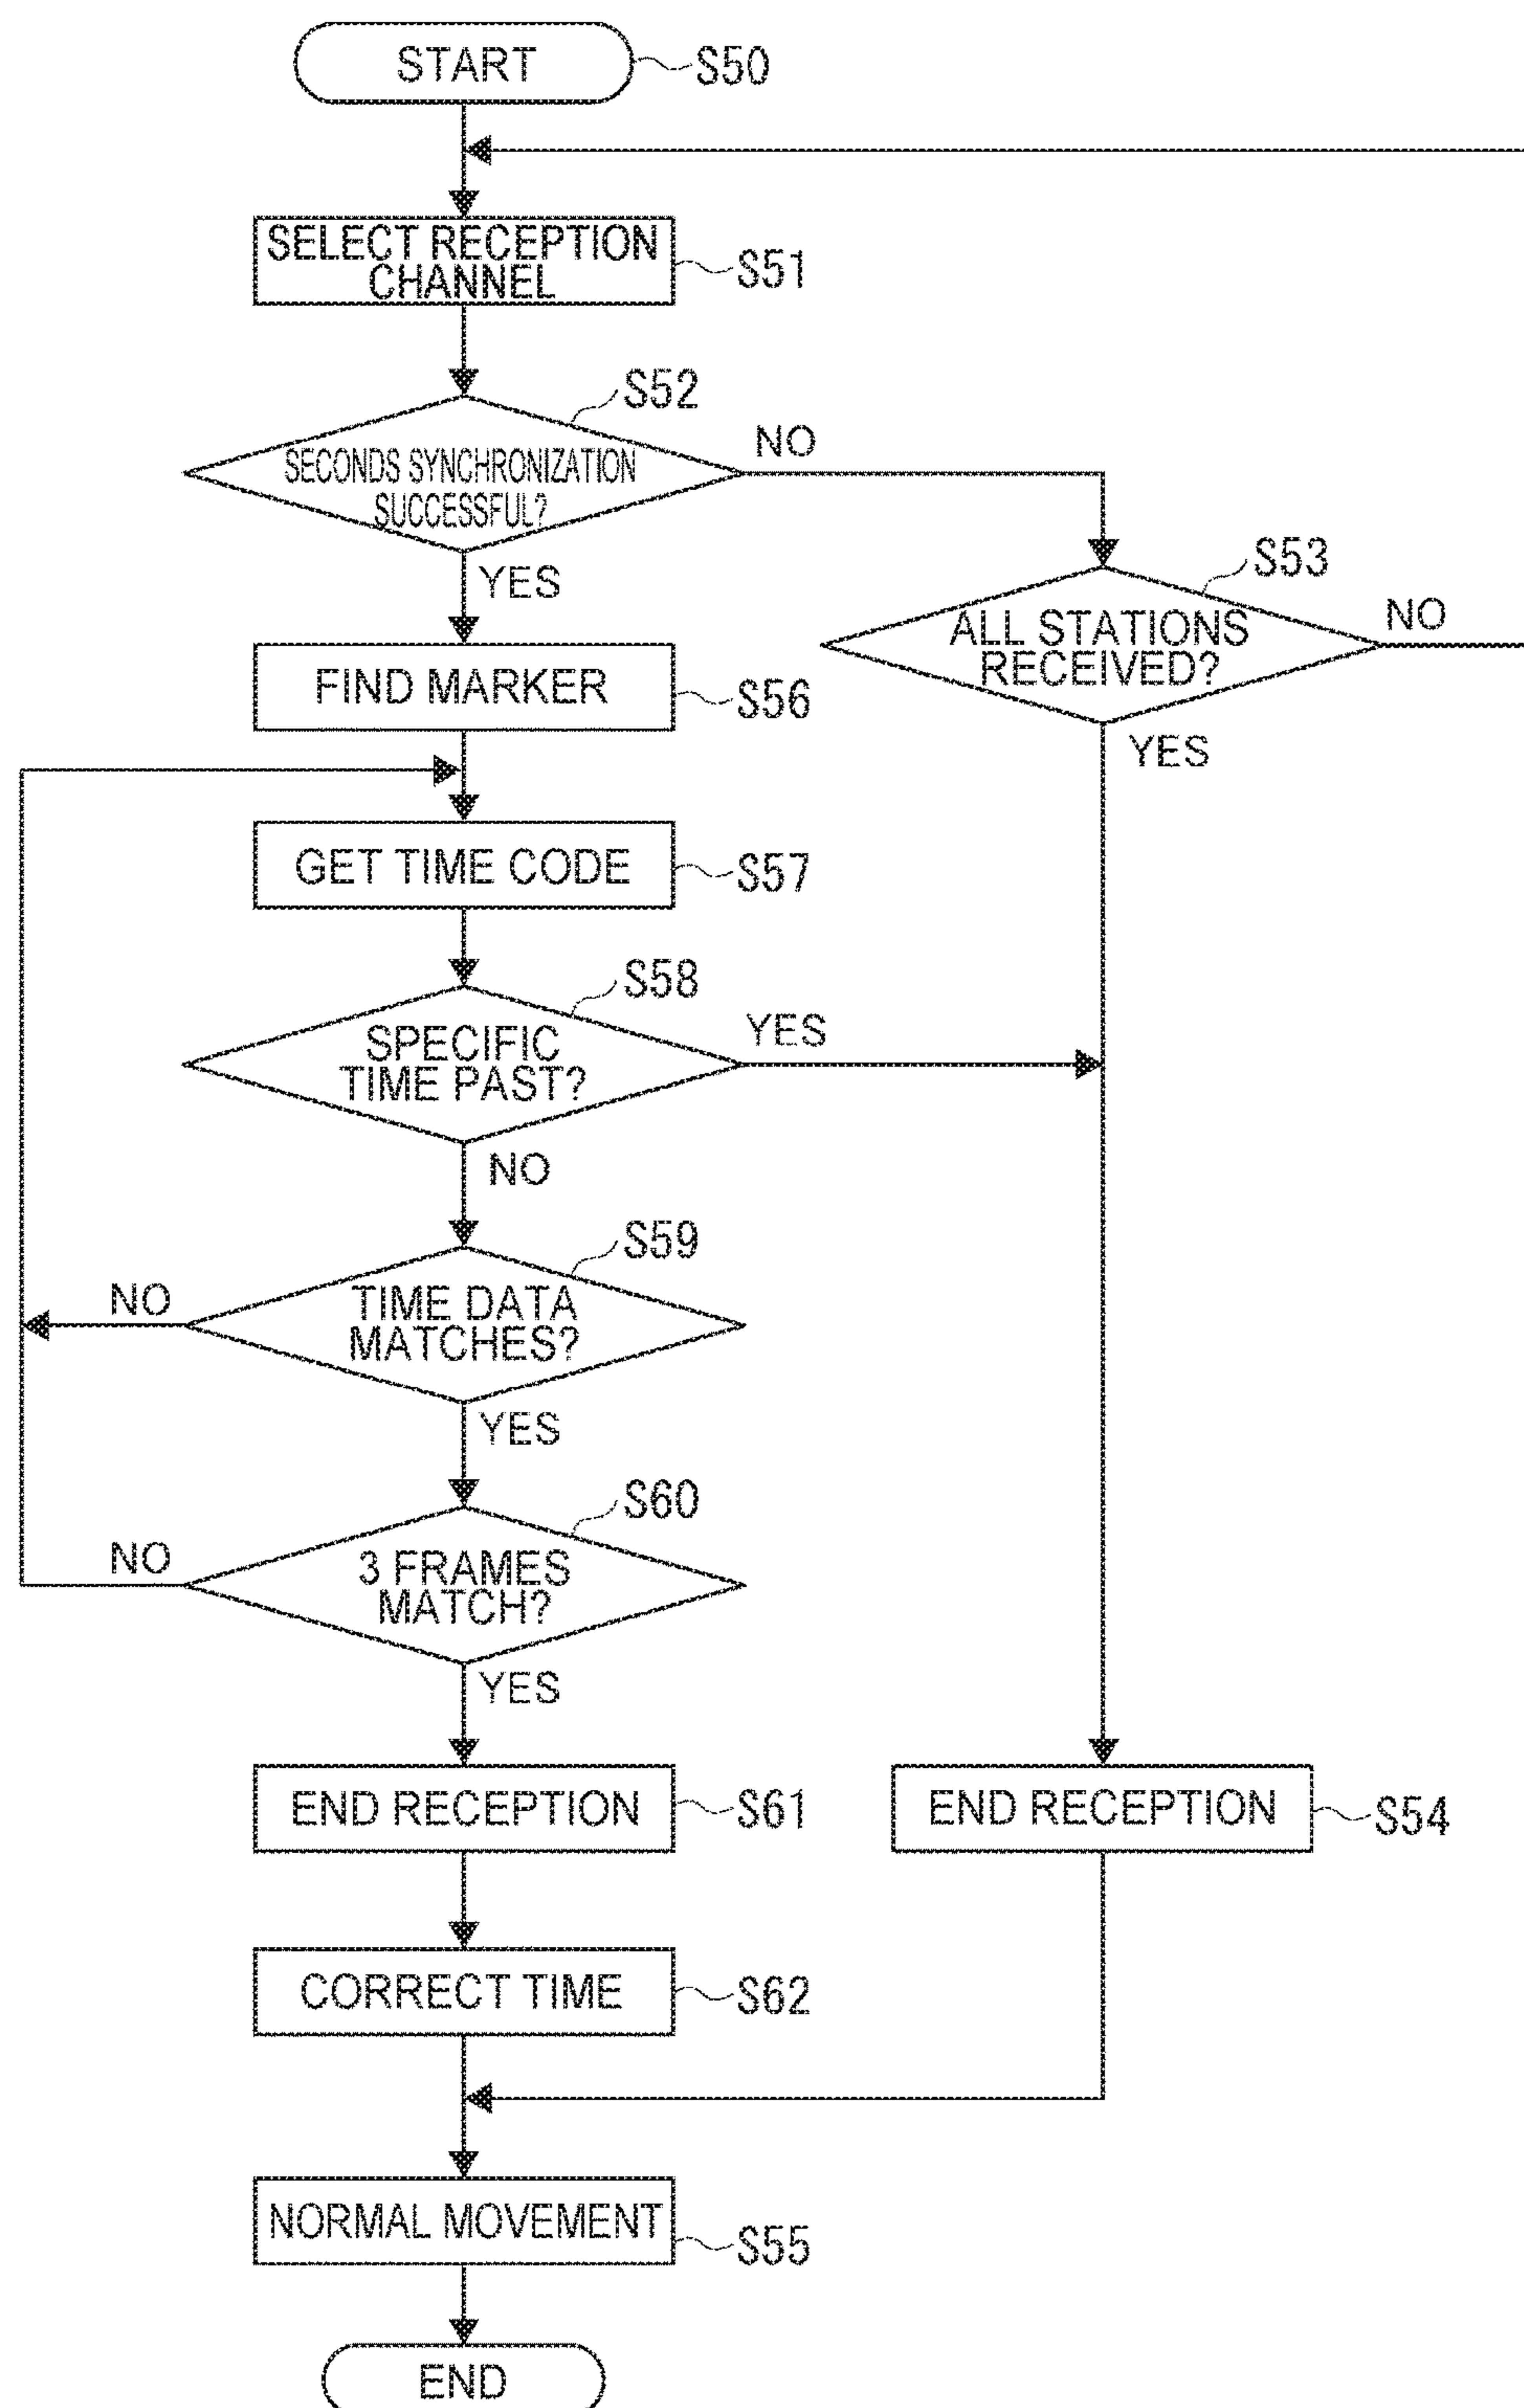 START
S50
SELECT RECEPTION
CHANNEL
S51
S52
SECONDS SYNCHRONIZATION
SUCCESSFUL?
NO
YES
S53
ALL STATIONS
RECEIVED?
NO
YES
FIND MARKER
S56
GET TIME CODE
S57
S58
SPECIFIC
TIME PAST?
YES
NO
S59
TIME DATA
MATCHES?
NO
YES
S60
3 FRAMES
MATCH?
NO
YES
END RECEPTION
S61
END RECEPTION
S54
CORRECT TIME
S62
NORMAL MOVEMENT
S55
END